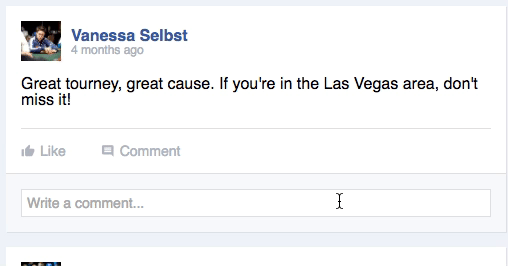 Vanessa Selbst
4 months ago
Great tourney, great cause. If you're in the Las Vegas area, don't
miss it!
Like Comment
Write a comment...